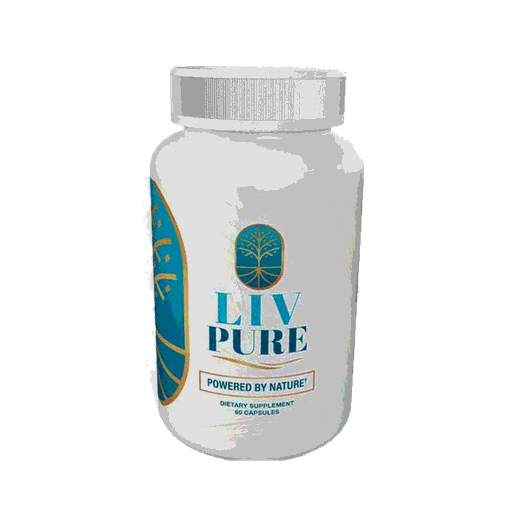 LIV
PURE
POWERED BY NATURE†
DIETARY SUPPLEMENT
60 CAPSULES